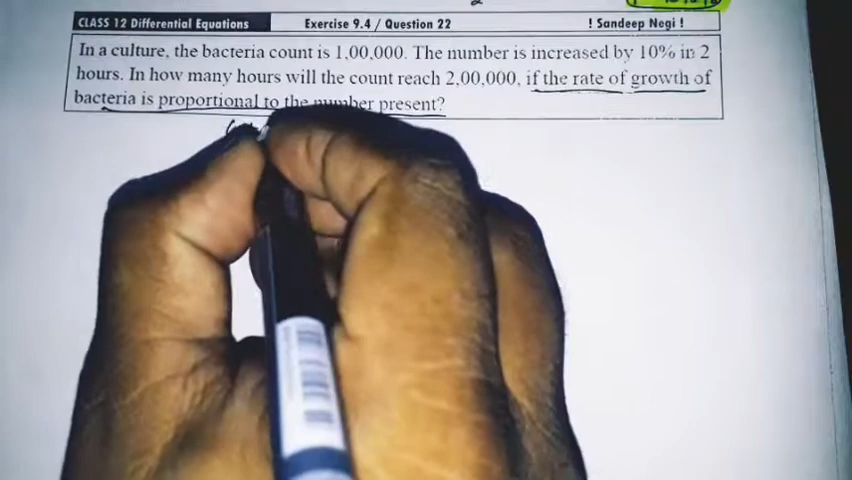 CLASS 12 Differential Equations Exercise 9.4 / Question 22 ! Sandeep Negi !
In a culture, the bacteria count is 1,00,000. The number is increased by 10% in 2
hours. In how many hours will the count reach 2,00,000, if the rate of growth of
bacteria is proportional to the number present?